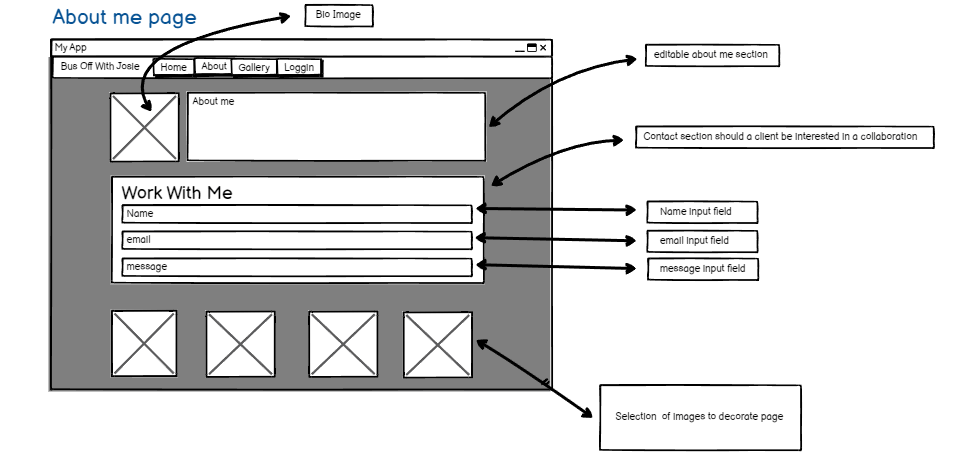 About me page
Bio Image
My App
Bus Off With Josie
Home
About
Gallery
Loggin
editable about me section
About me
Contact section should a client be interested in a collaboration
Work With Me
Name
Name input field
email
email input field
message
message input field
Selection of images to decorate page